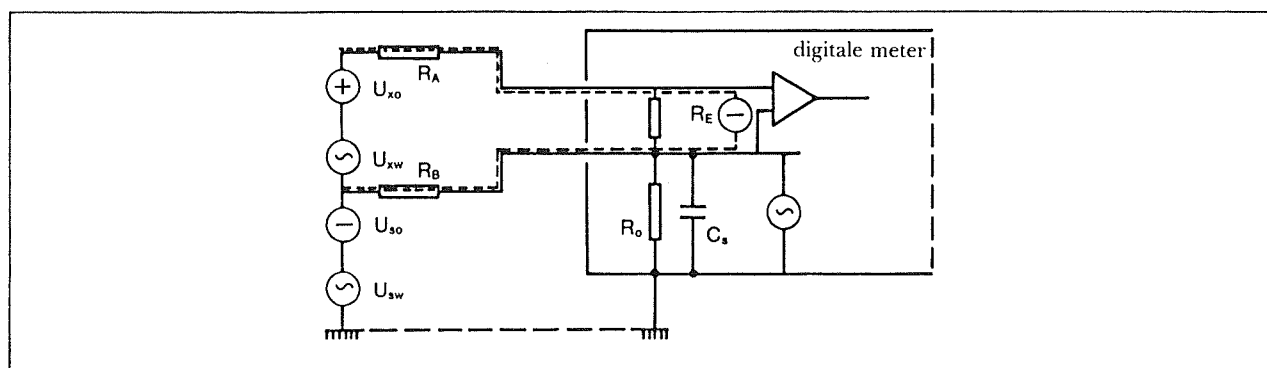 digitale meter
R_A
U_xo
R_E
U_xw
R_B
U_so
R_o
C_s
U_sw